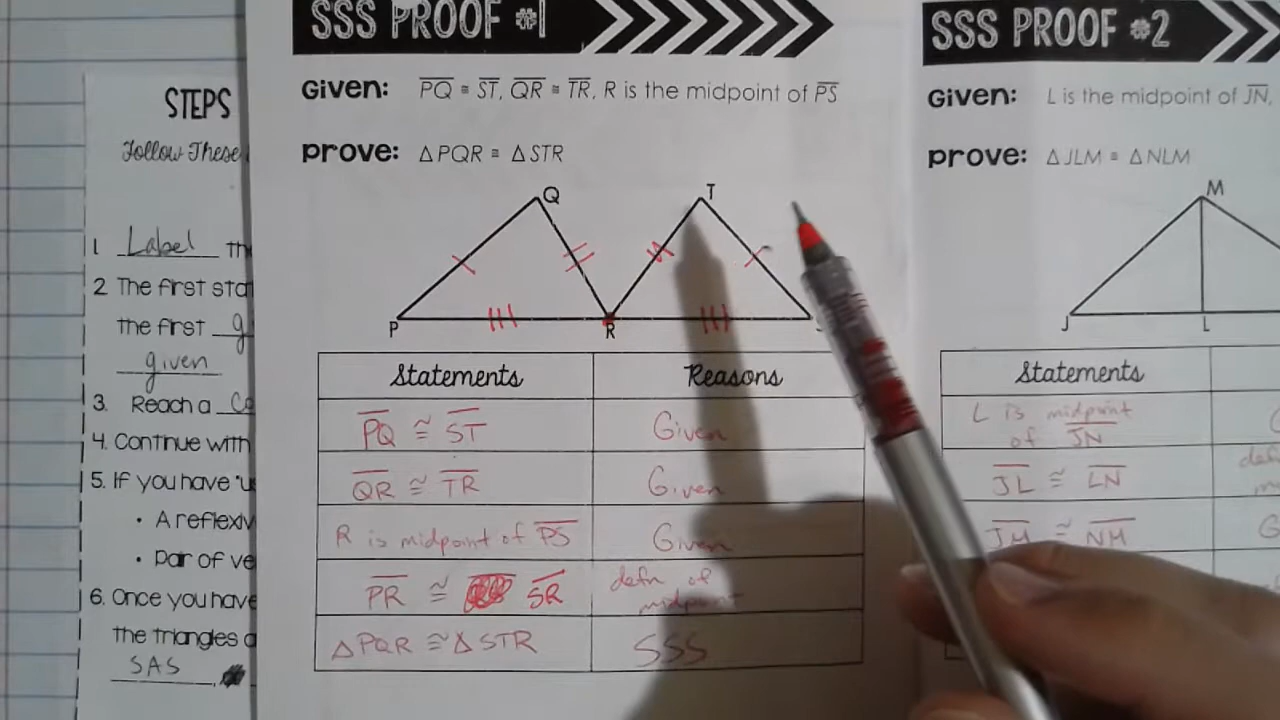 STEPS
Follow These
1 Label th
2 The first sta
the first g
given
3. Reach a Co
4. Continue with
5. If you have "u
• A reflexiv
• Pair of ve
6. Once you have
the triangles a
SAS
SSS PROOF #1
Given: PQ ≅ ST, QR ≅ TR, R is the midpoint of PS
Prove: △PQR ≅ △STR
Q
T
P
R
Statements Reasons
PQ ≅ ST Given
QR ≅ TR Given
R is midpoint of PS Given
PR ≅ SR defn of midpoint
△PQR ≅ △STR SSS
SSS PROOF #2
Given: L is the midpoint of JN,
Prove: △JLM ≅ △NLM
M
J
L
Statements
L is midpoint
of JN G
JL ≅ LN def
JM ≅ NM G